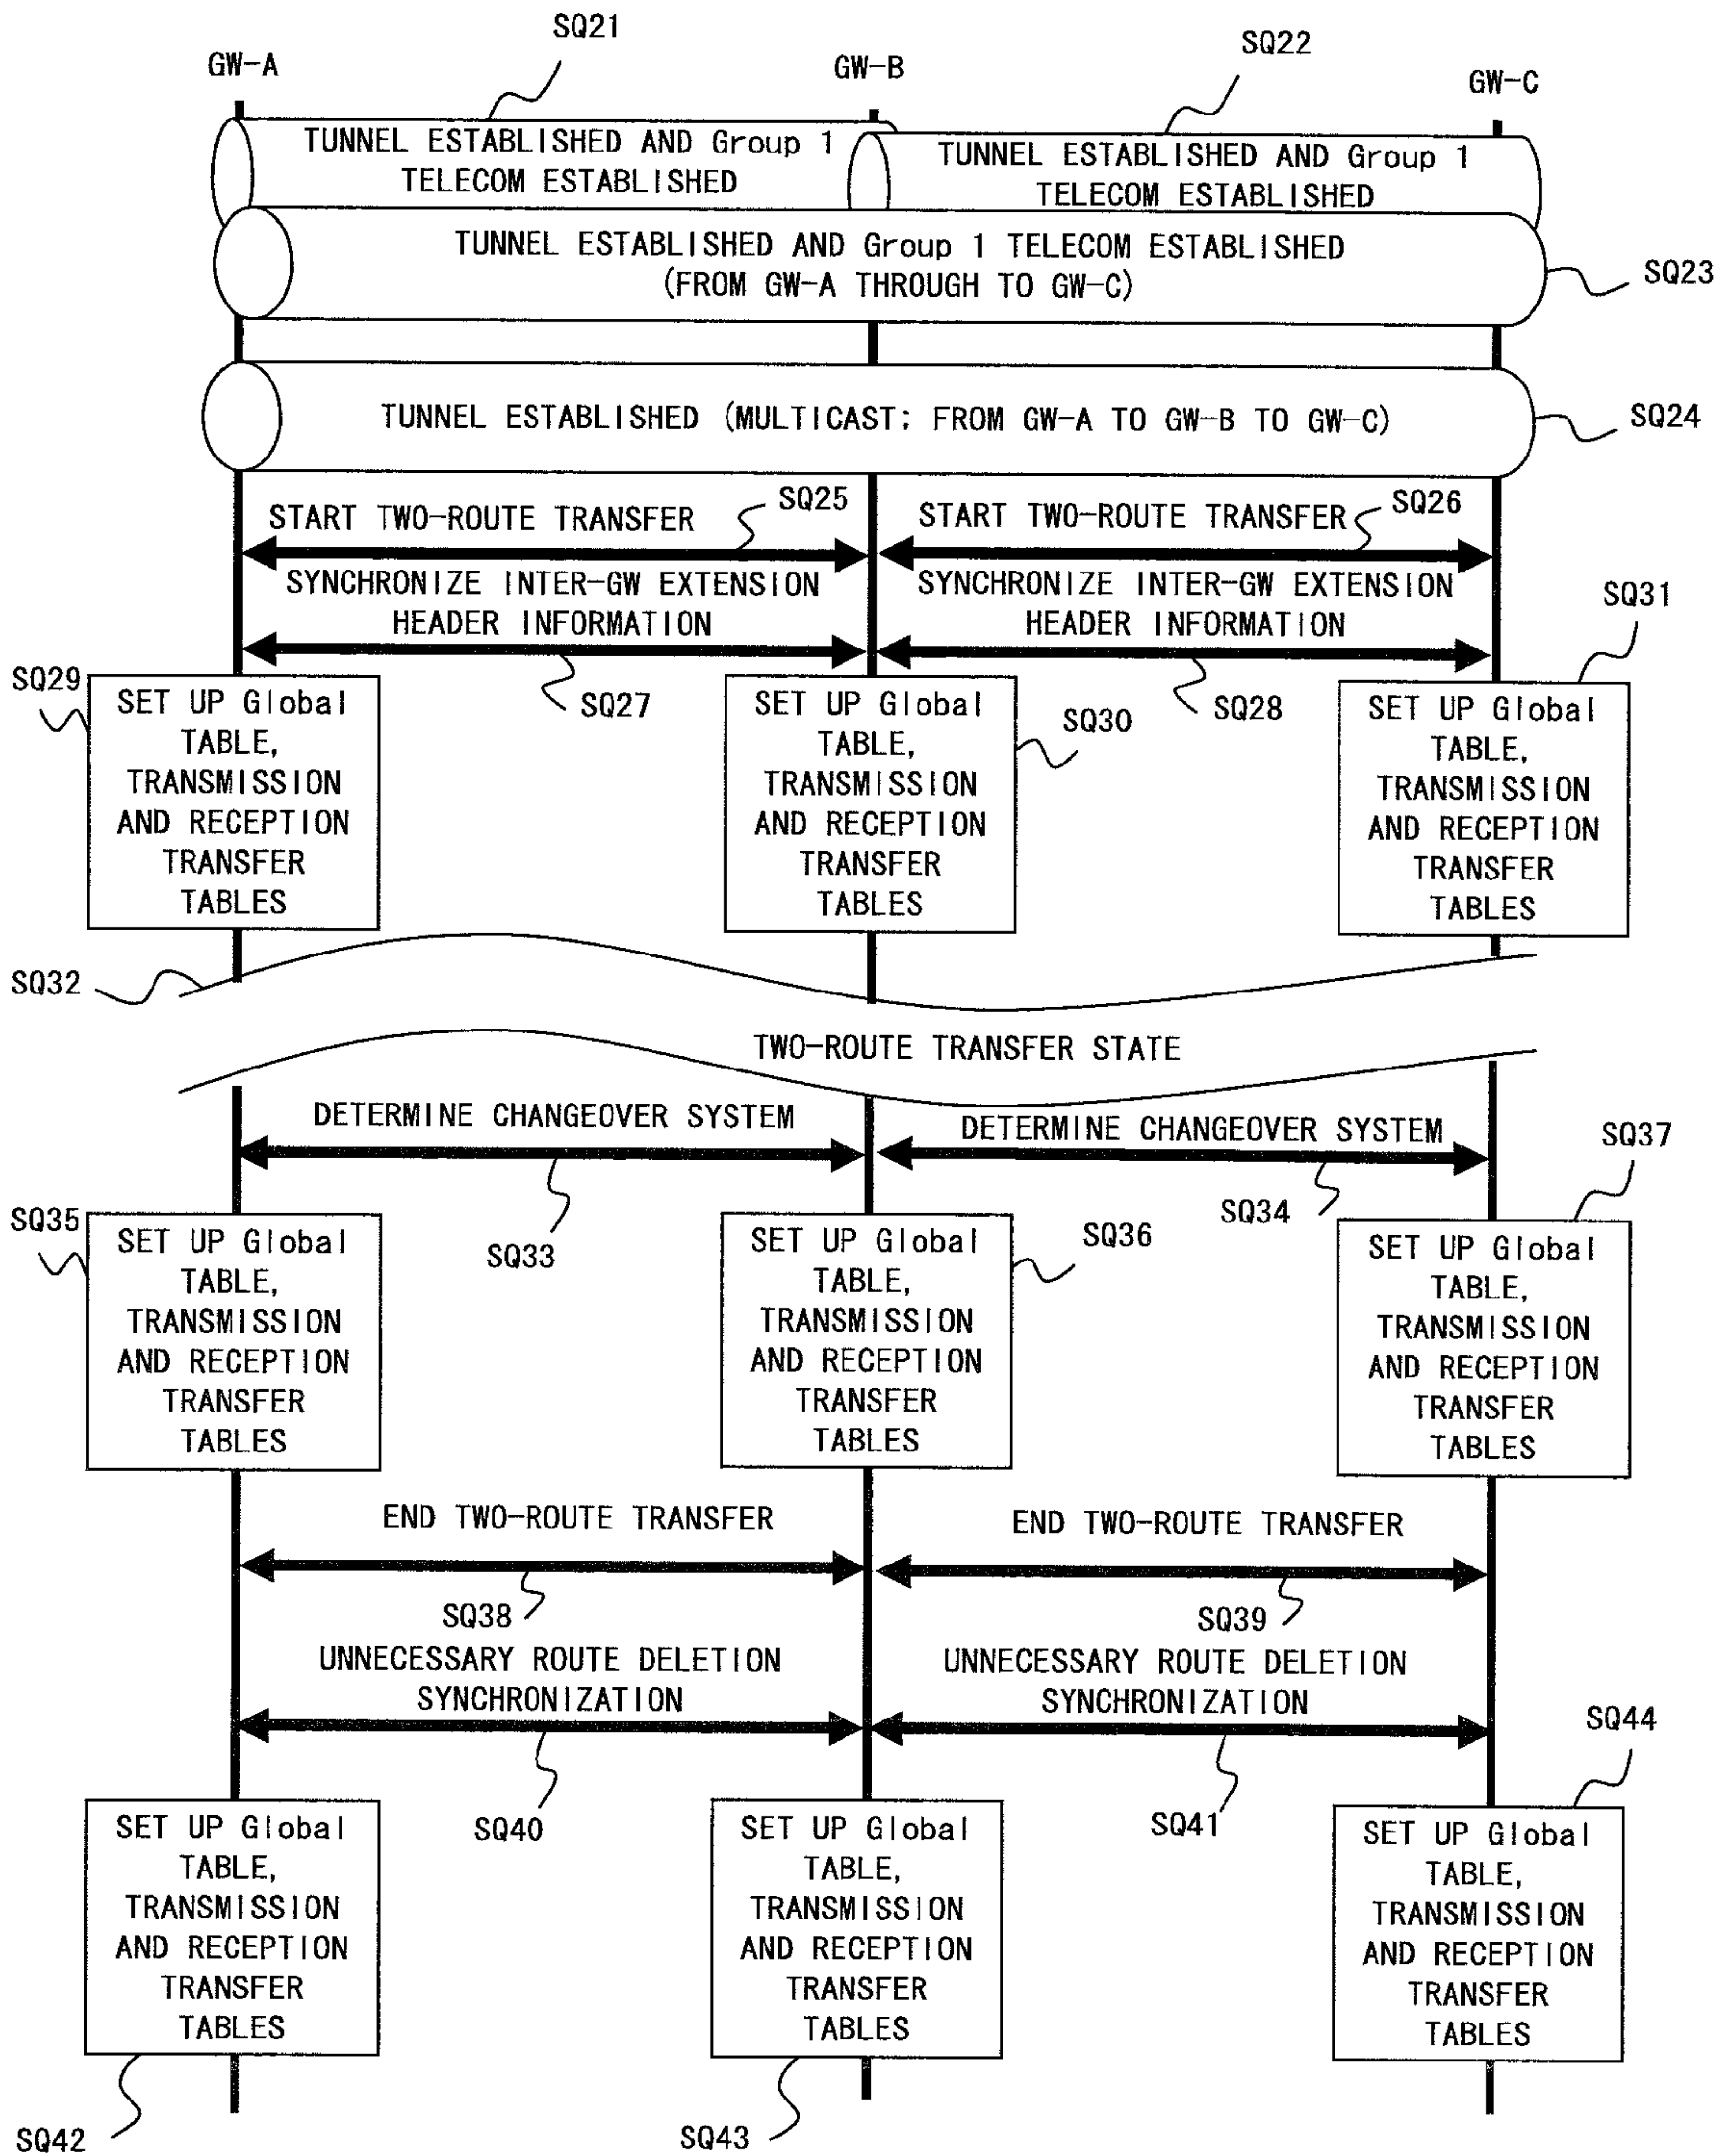 SQ21
SQ22
GW-A
GW-B
GW-C
TUNNEL ESTABLISHED AND Group 1
TELECOM ESTABLISHED
TUNNEL ESTABLISHED AND Group 1
TELECOM ESTABLISHED
TUNNEL ESTABLISHED AND Group 1 TELECOM ESTABLISHED
(FROM GW-A THROUGH TO GW-C)
SQ23
TUNNEL ESTABLISHED (MULTICAST; FROM GW-A TO GW-B TO GW-C)
SQ24
START TWO-ROUTE TRANSFER
SQ25
START TWO-ROUTE TRANSFER
SQ26
SYNCHRONIZE INTER-GW EXTENSION
HEADER INFORMATION
SYNCHRONIZE INTER-GW EXTENSION
HEADER INFORMATION
SQ31
SQ29
SQ27
SQ30
SQ28
SET UP Global
TABLE,
TRANSMISSION
AND RECEPTION
TRANSFER
TABLES
SET UP Global
TABLE,
TRANSMISSION
AND RECEPTION
TRANSFER
TABLES
SET UP Global
TABLE,
TRANSMISSION
AND RECEPTION
TRANSFER
TABLES
SQ32
TWO-ROUTE TRANSFER STATE
DETERMINE CHANGEOVER SYSTEM
DETERMINE CHANGEOVER SYSTEM
SQ37
SQ35
SQ33
SQ36
SQ34
SET UP Global
TABLE,
TRANSMISSION
AND RECEPTION
TRANSFER
TABLES
SET UP Global
TABLE,
TRANSMISSION
AND RECEPTION
TRANSFER
TABLES
SET UP Global
TABLE,
TRANSMISSION
AND RECEPTION
TRANSFER
TABLES
END TWO-ROUTE TRANSFER
END TWO-ROUTE TRANSFER
SQ38
SQ39
UNNECESSARY ROUTE DELETION
SYNCHRONIZATION
UNNECESSARY ROUTE DELETION
SYNCHRONIZATION
SQ44
SQ40
SQ41
SET UP Global
TABLE,
TRANSMISSION
AND RECEPTION
TRANSFER
TABLES
SET UP Global
TABLE,
TRANSMISSION
AND RECEPTION
TRANSFER
TABLES
SET UP Global
TABLE,
TRANSMISSION
AND RECEPTION
TRANSFER
TABLES
SQ42
SQ43